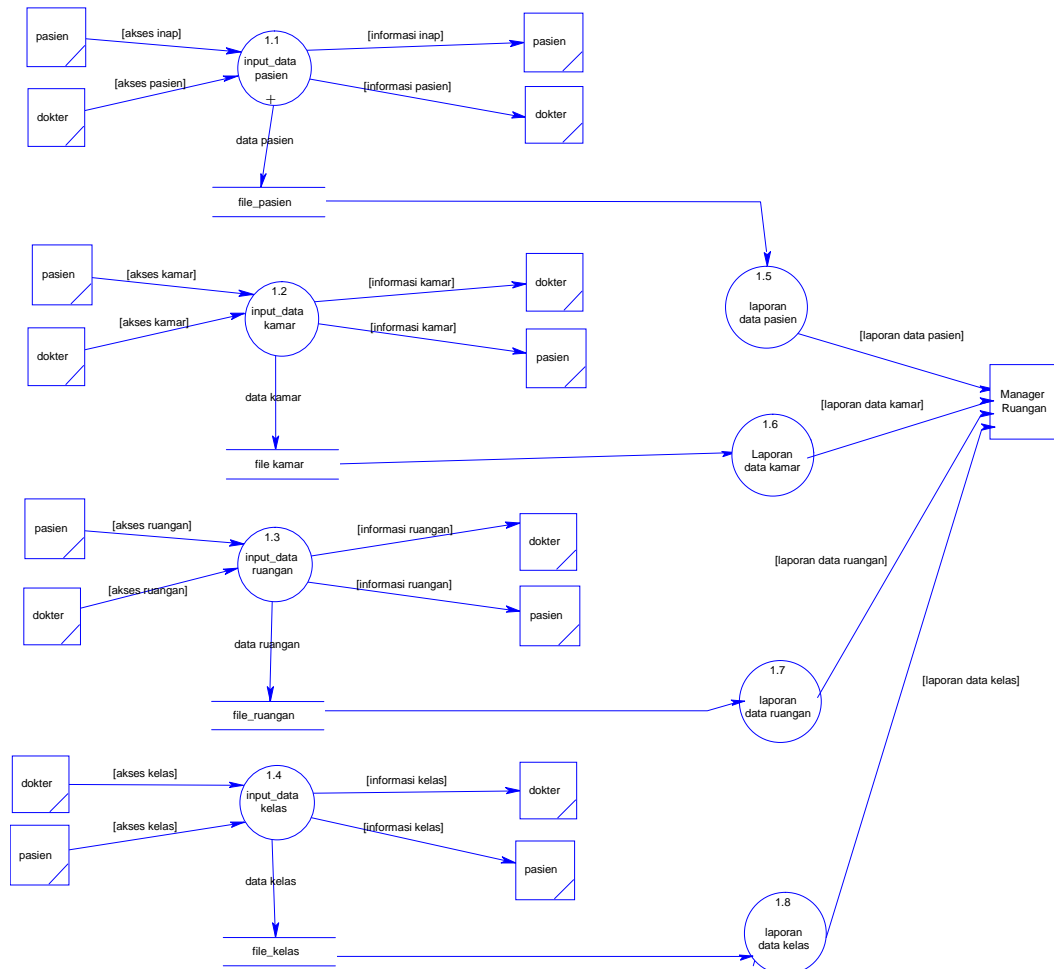 pasien
[akses inap]
1.1
input_data
pasien
[informasi inap]
pasien
dokter
[akses pasien]
[informasi pasien]
dokter
data pasien
file_pasien
pasien
[akses kamar]
1.2
input_data
kamar
[informasi kamar]
dokter
dokter
[akses kamar]
[informasi kamar]
pasien
data kamar
file kamar
1.5
laporan
data pasien
[laporan data pasien]
Manager
Ruangan
[laporan data kamar]
1.6
Laporan
data kamar
pasien
[akses ruangan]
1.3
input_data
ruangan
[informasi ruangan]
dokter
dokter
[akses ruangan]
[informasi ruangan]
pasien
data ruangan
file_ruangan
[laporan data ruangan]
1.7
laporan
data ruangan
[laporan data kelas]
dokter
[akses kelas]
1.4
input_data
kelas
[informasi kelas]
dokter
pasien
[akses kelas]
[informasi kelas]
pasien
data kelas
file_kelas
1.8
laporan
data kelas